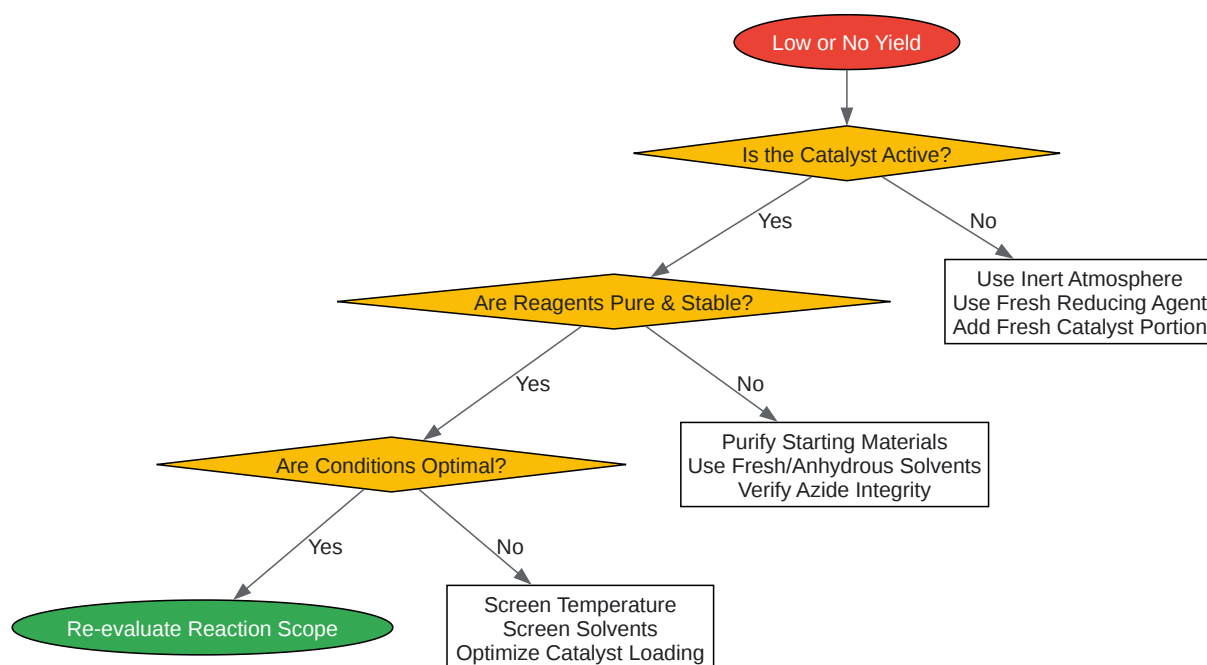 Low or No Yield
Is the Catalyst Active?
Yes
No
Use Inert Atmosphere
Use Fresh Reducing Agent
Add Fresh Catalyst Portion
Are Reagents Pure & Stable?
Yes
No
Purify Starting Materials
Use Fresh/Anhydrous Solvents
Verify Azide Integrity
Are Conditions Optimal?
Yes
No
Screen Temperature
Screen Solvents
Optimize Catalyst Loading
Re-evaluate Reaction Scope